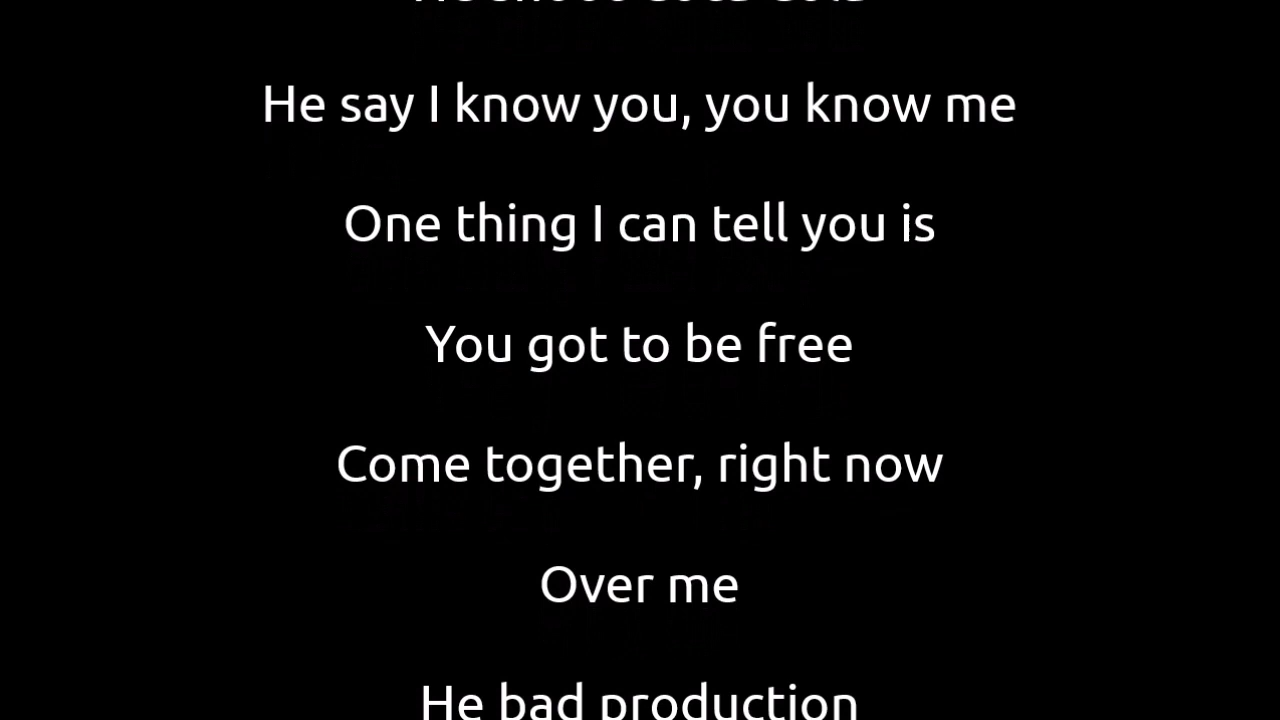 He say I know you, you know me
One thing I can tell you is
You got to be free
Come together, right now
Over me
He bad production